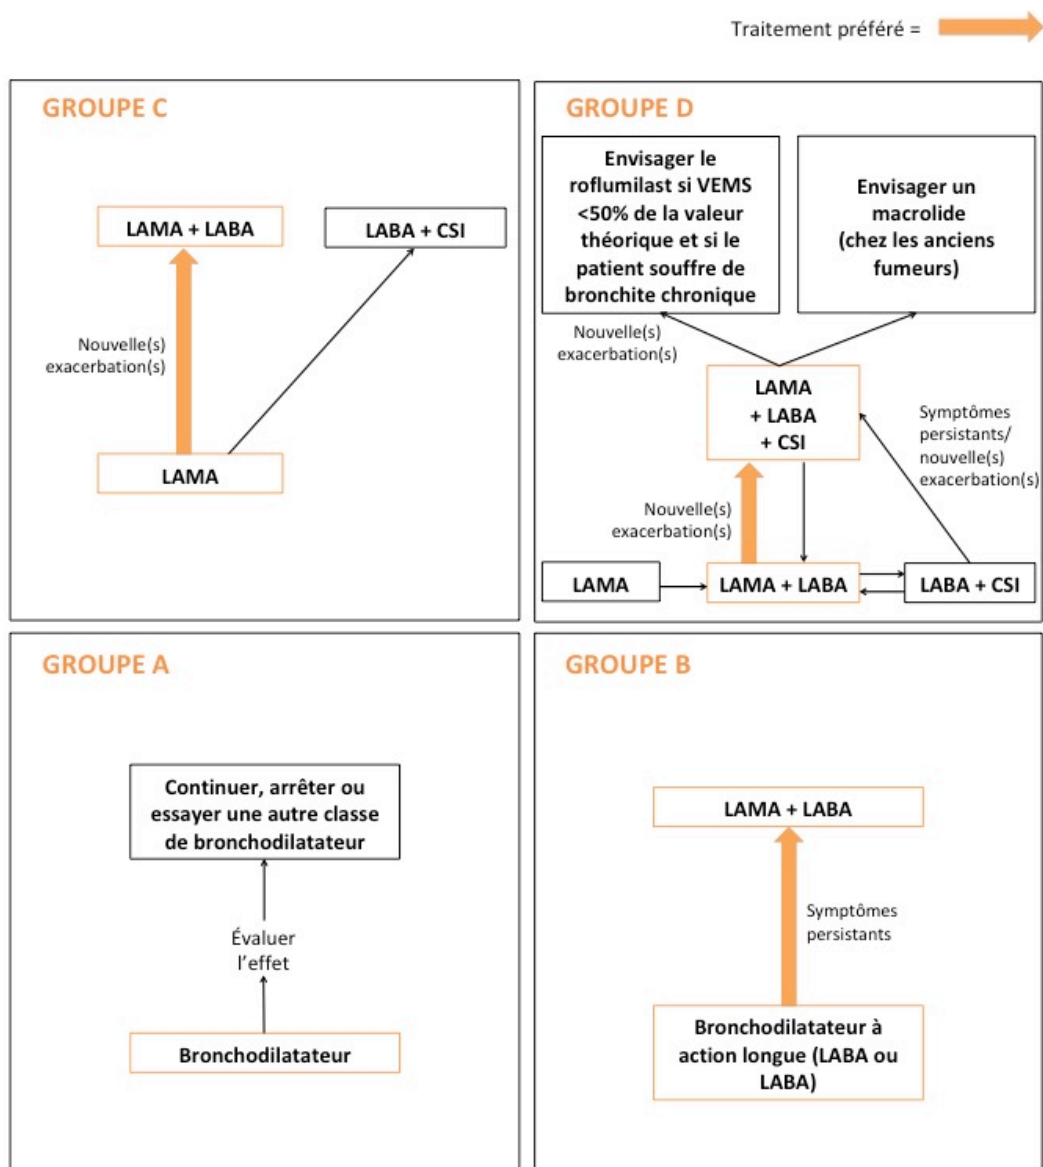 Traitement préféré =
GROUPE C
LAMA + LABA
LABA + CSI
Nouvelle(s)
exacerbation(s)
LAMA
GROUPE D
Envisager le
roflumilast si VEMS
<50% de la valeur
théorique et si le
patient souffre de
bronchite chronique
Envisager un
macrolide
(chez les anciens
fumeurs)
Nouvelle(s)
exacerbation(s)
LAMA
+ LABA
+ CSI
Symptômes
persistants/
nouvelle(s)
exacerbation(s)
Nouvelle(s)
exacerbation(s)
LAMA
LAMA + LABA
LABA + CSI
GROUPE A
Continuer, arrêter ou
essayer une autre classe
de bronchodilatateur
Évaluer
l'effet
Bronchodilatateur
GROUPE B
LAMA + LABA
Symptômes
persistants
Bronchodilatateur à
action longue (LABA ou
LABA)